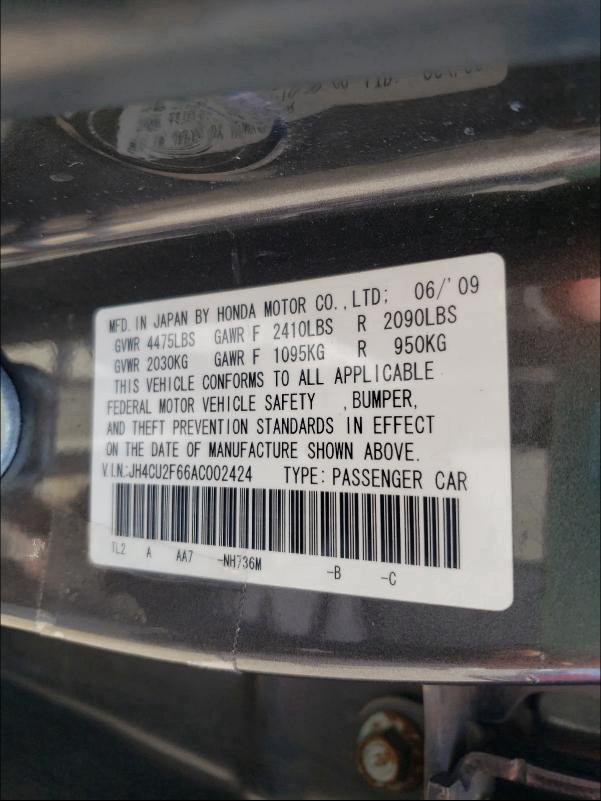 MFD. IN JAPAN BY HONDA MOTOR CO.,LTD; 06/'09
GVWR 4475LBS GAWR F 2410LBS R 2090LBS
GVWR 2030KG GAWR F 1095KG R 950KG
THIS VEHICLE CONFORMS TO ALL APPLICABLE
FEDERAL MOTOR VEHICLE SAFETY ,BUMPER,
AND THEFT PREVENTION STANDARDS IN EFFECT
ON THE DATE OF MANUFACTURE SHOWN ABOVE.
V.I.N.:JH4CU2F66AC002424 TYPE: PASSENGER CAR
TL2 A AA7 -NH736M -B -C